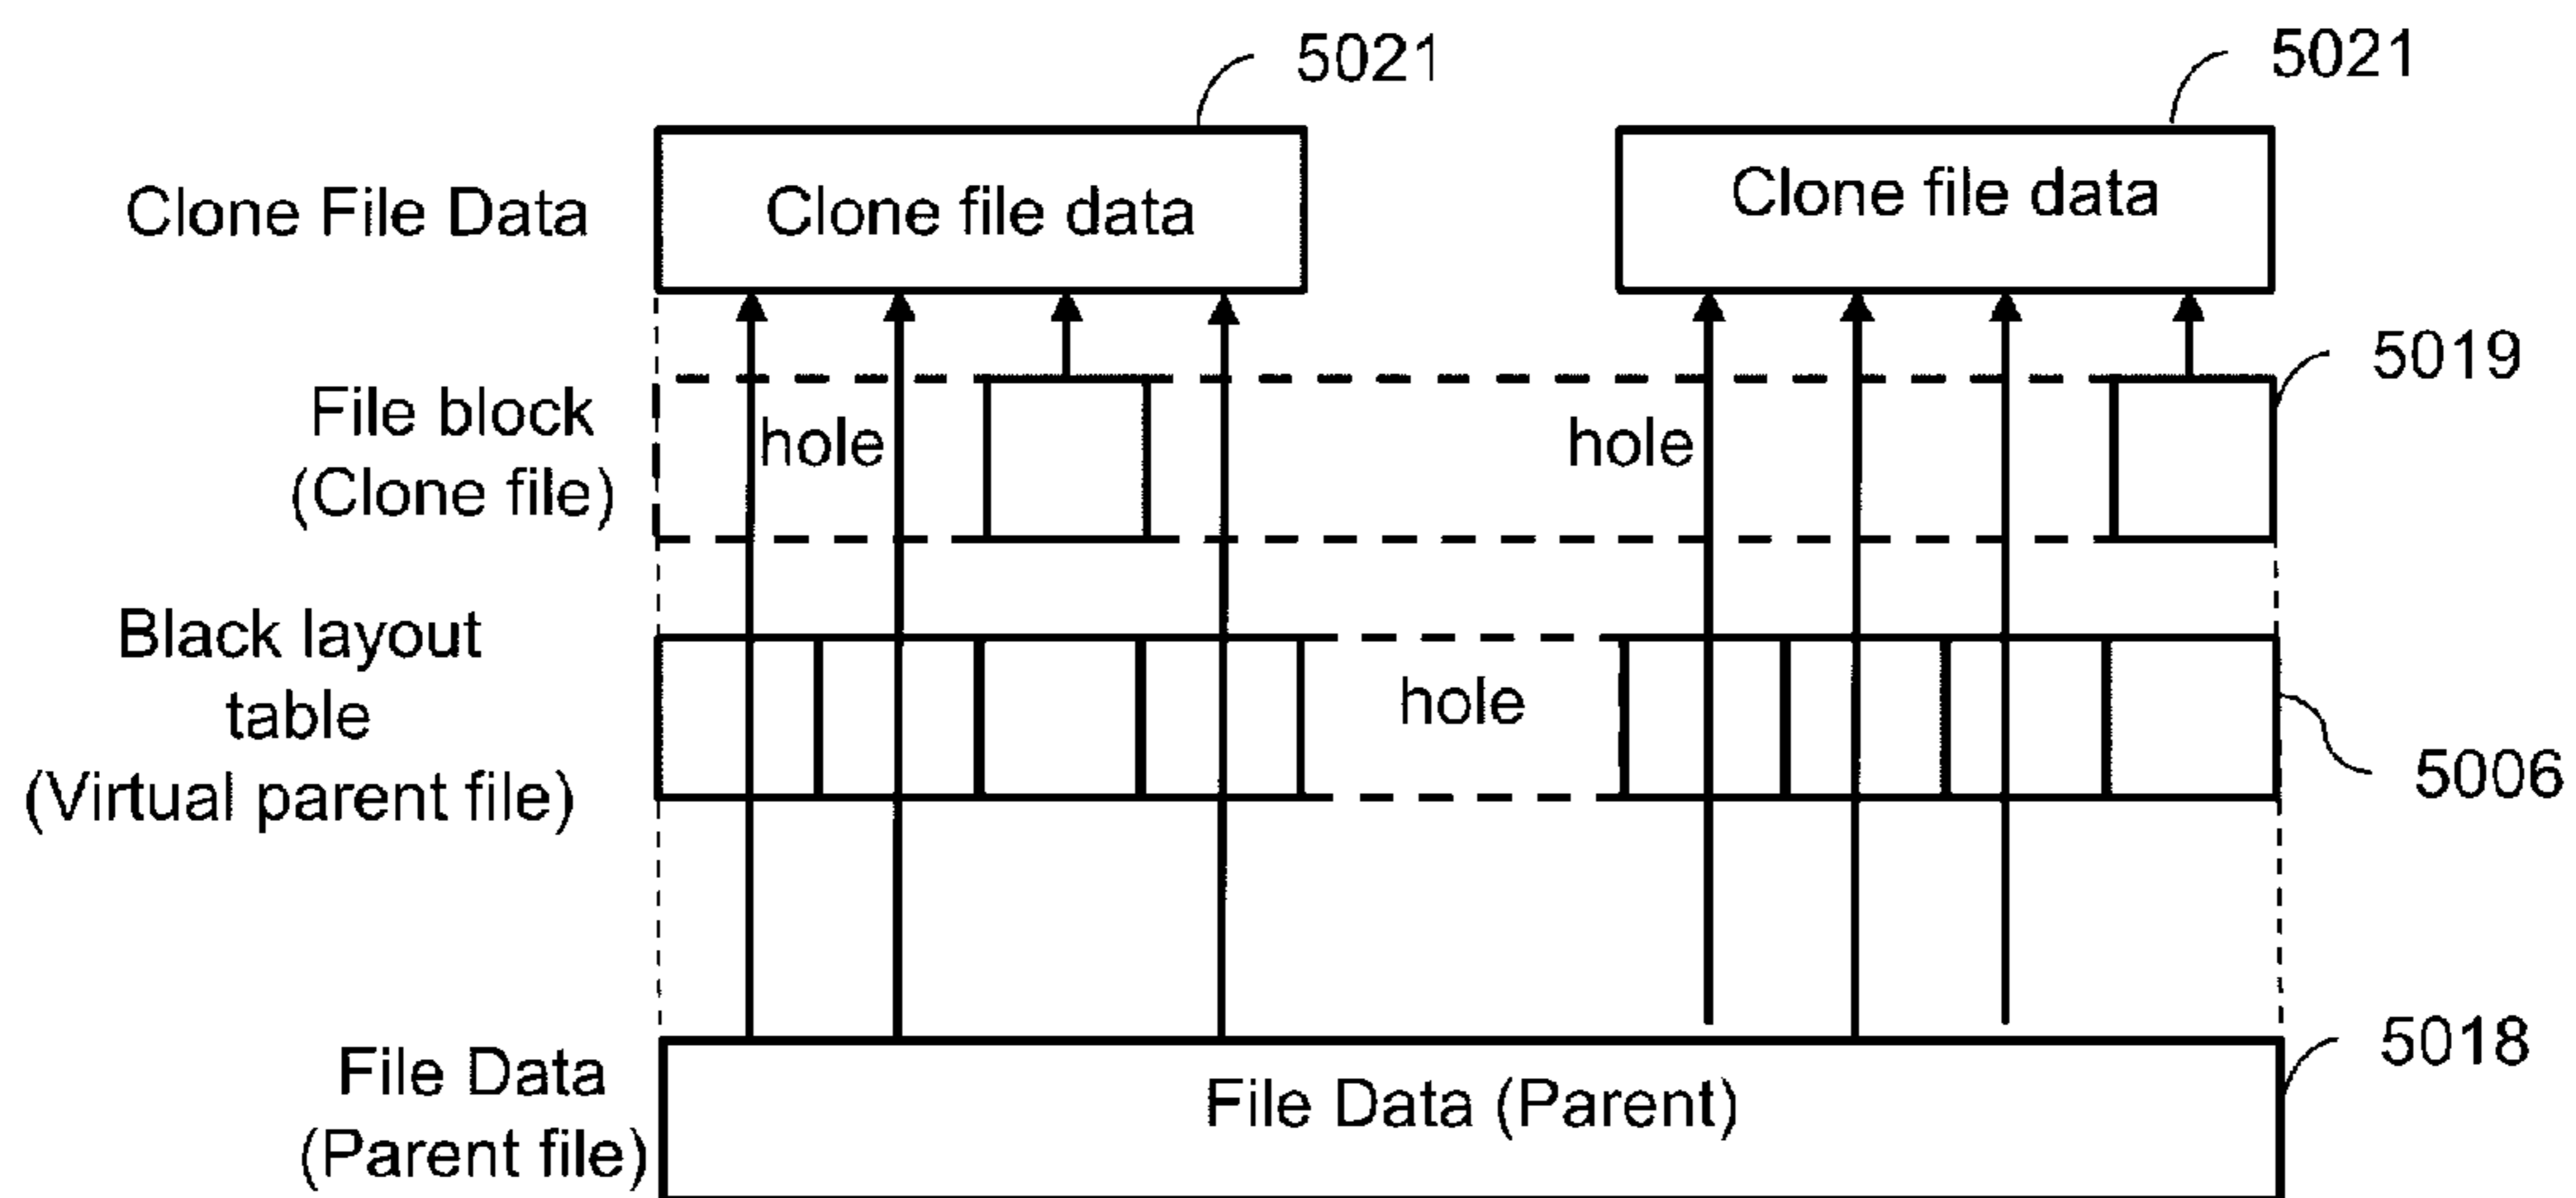 5021
5021
Clone File Data
Clone file data
Clone file data
5019
File block
(Clone file)
hole
hole
Black layout
table
(Virtual parent file)
hole
5006
5018
File Data
(Parent file)
File Data (Parent)